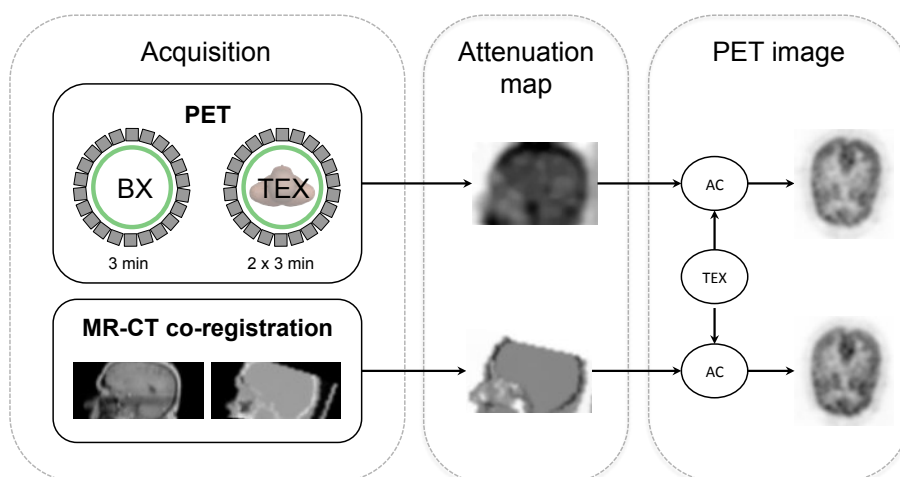 Acquisition
PET
BX
TEX
3 min
2 x 3 min
MR-CT co-registration
Attenuation
map
PET image
AC
TEX
AC